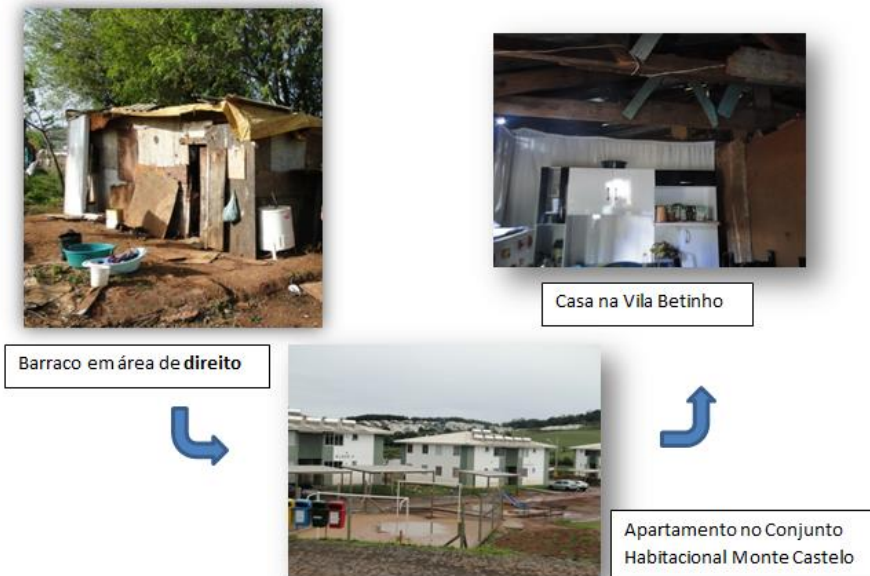 Casa na Vila Betinho
Barraco em área de direito
Apartamento no Conjunto
Habitacional Monte Castelo